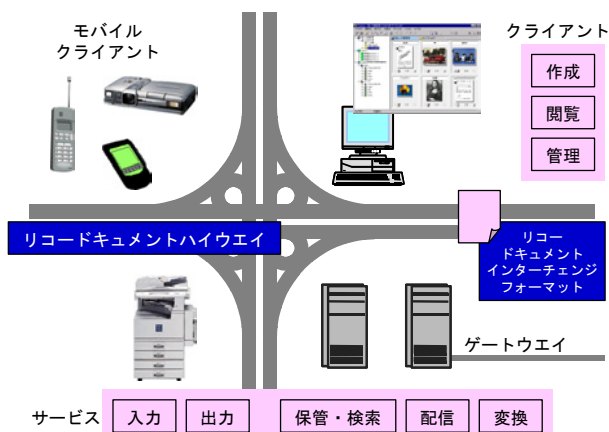 モバイル
クライアント
クライアント
作成
閲覧
管理
リコードキュメントハイウエイ
リコー
ドキュメント
インターチェンジ
フォーマット
ゲートウエイ
サービス
入力
出力
保管・検索
配信
変換